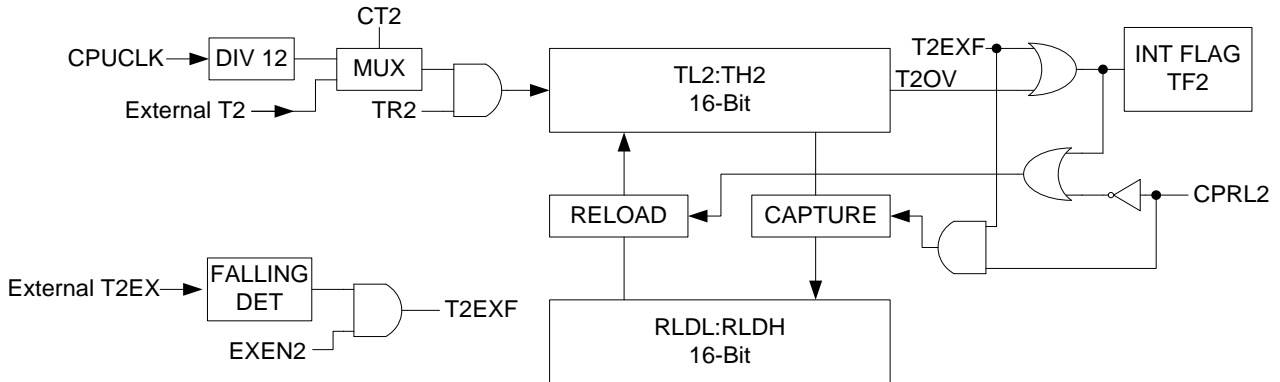 CT2
CPUCLK
DIV 12
MUX
External T2
TR2
TL2:TH2
16-Bit
T2EXF
T2OV
INT FLAG
TF2
RELOAD
CAPTURE
CPRL2
External T2EX
FALLING
DET
EXEN2
T2EXF
RLDL:RLDH
16-Bit